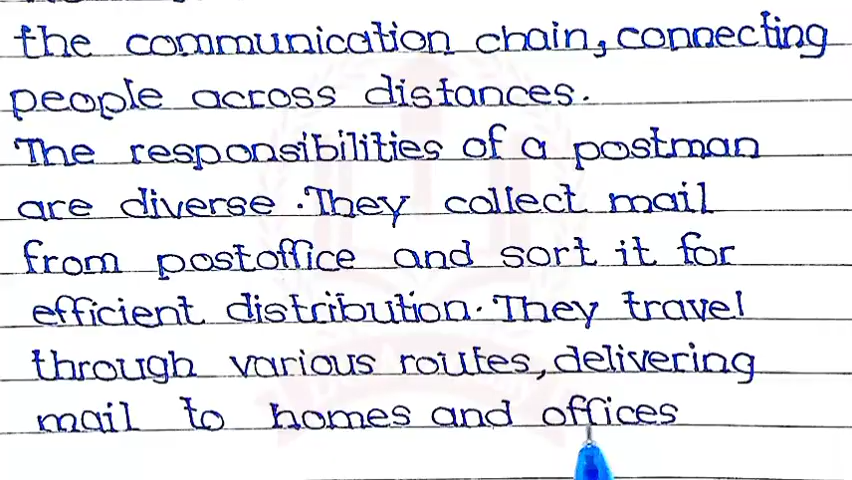 the communication chain, connecting
people across distances.
The responsibilities of a postman
are diverse. They collect mail
from postoffice and sort it for
efficient distribution. They travel
through various routes, delivering
mail to homes and offices